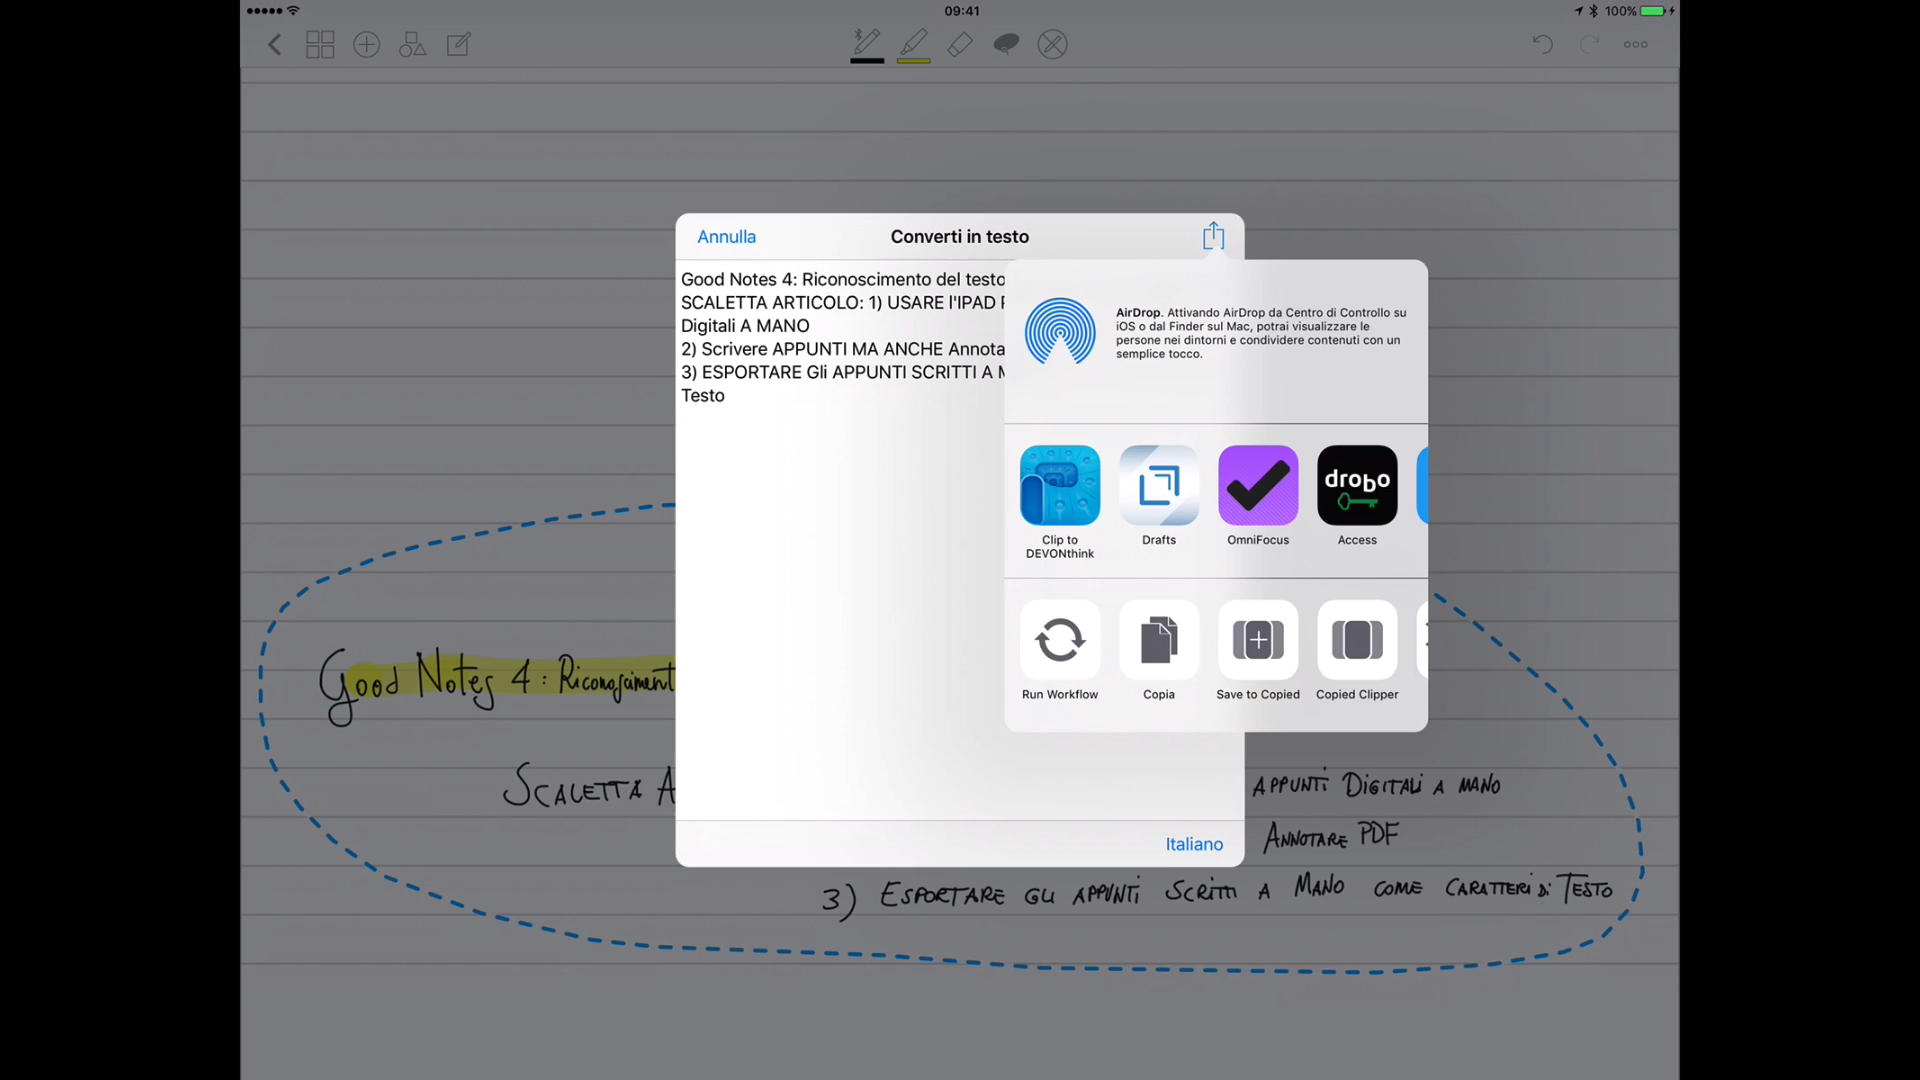 09:41
100%
Annulla
Converti in testo
Good Notes 4: Riconoscimento del testo
SCALETTA ARTICOLO: 1) USARE l'IPAD
Digitali A MANO
2) Scrivere APPUNTI MA ANCHE Annota
3) ESPORTARE Gli APPUNTI SCRITTI A
Testo
Italiano
AirDrop. Attivando AirDrop da Centro di Controllo su
iOS o dal Finder sul Mac, potrai visualizzare le
persone nei dintorni e condividere contenuti con un
semplice tocco.
drobo
Clip to
DEVONthink
Drafts
OmniFocus
Access
Run Workflow
Copia
Save to Copied
Copied Clipper
Good Notes 4: Riconosciment
SCALETTA A
APPUNTI DIGITALI A MANO
ANNOTARE PDF
3) ESPORTARE GLI APPUNTI SCRITTI A MANO COME CARATTERI DI TESTO